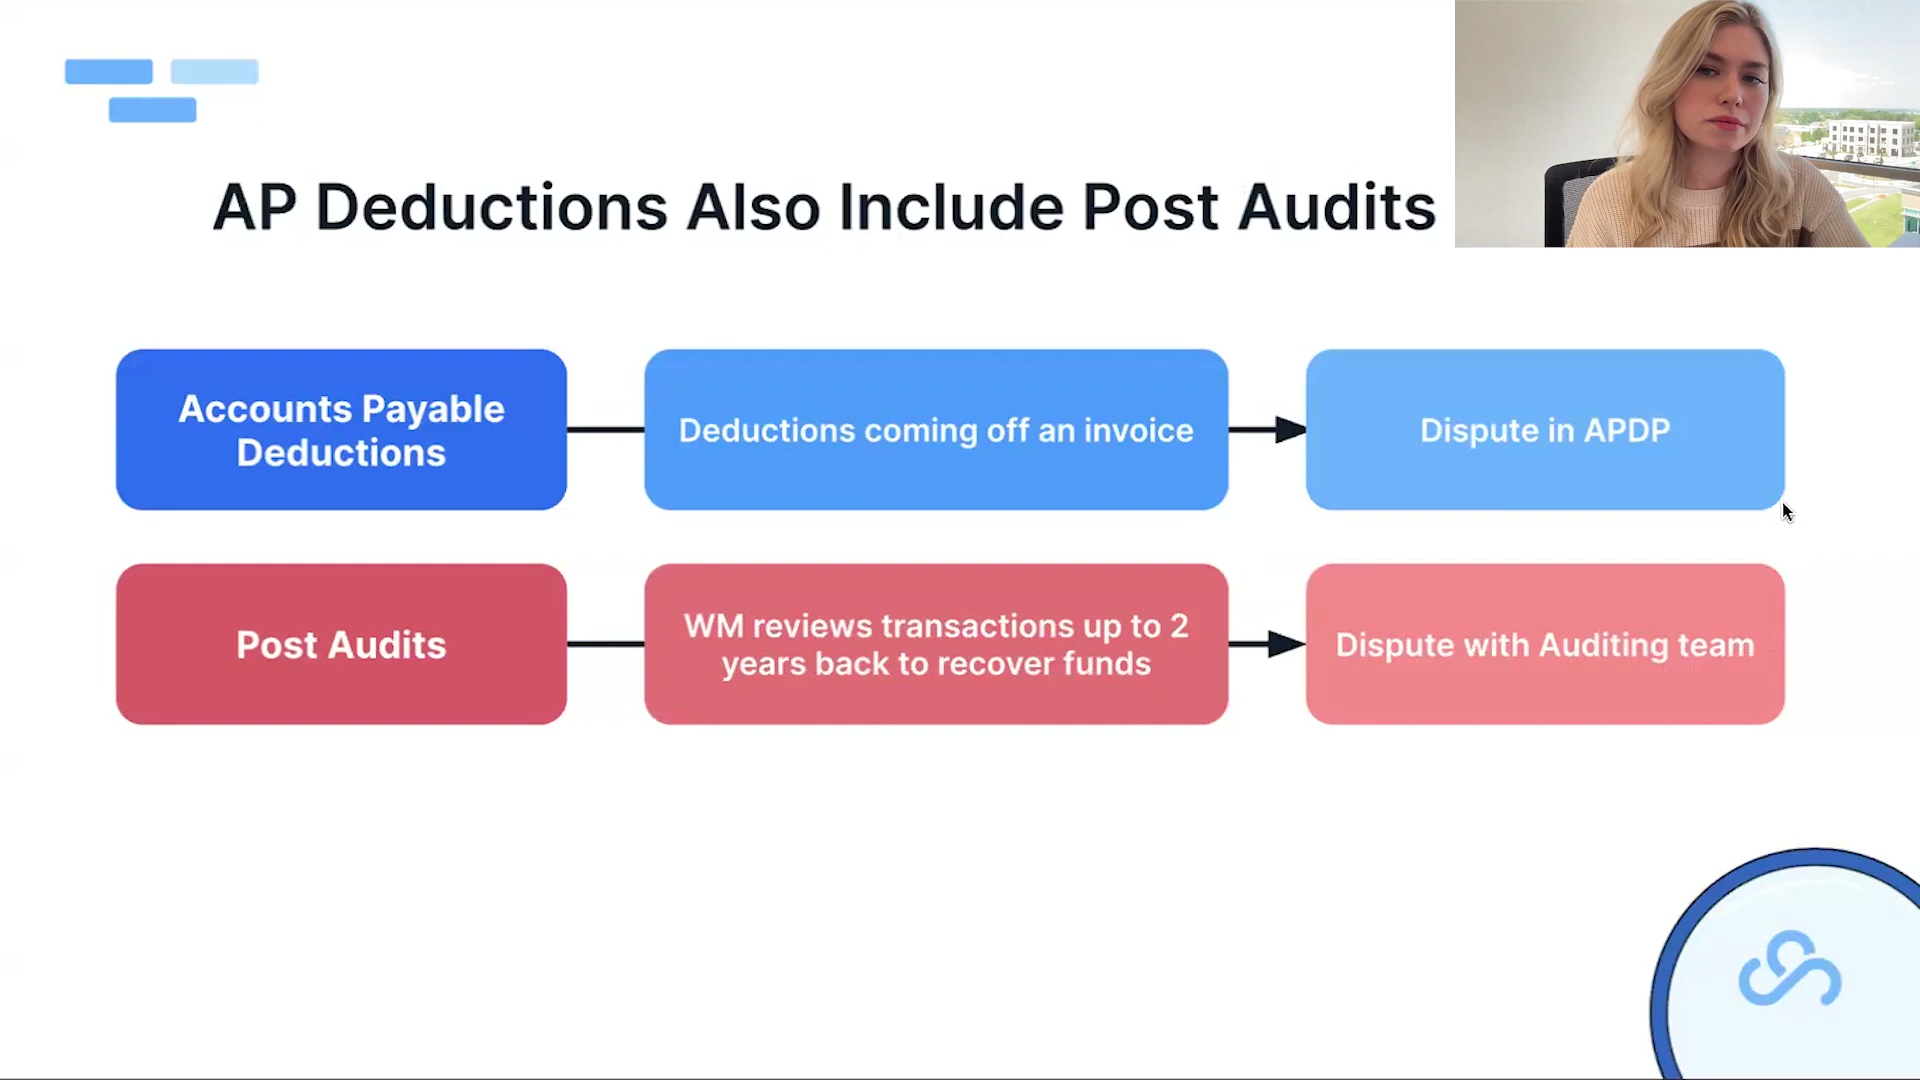 AP Deductions Also Include Post Audits
Accounts Payable
Deductions
Deductions coming off an invoice
Dispute in APDP
Post Audits
WM reviews transactions up to 2
years back to recover funds
Dispute with Auditing team